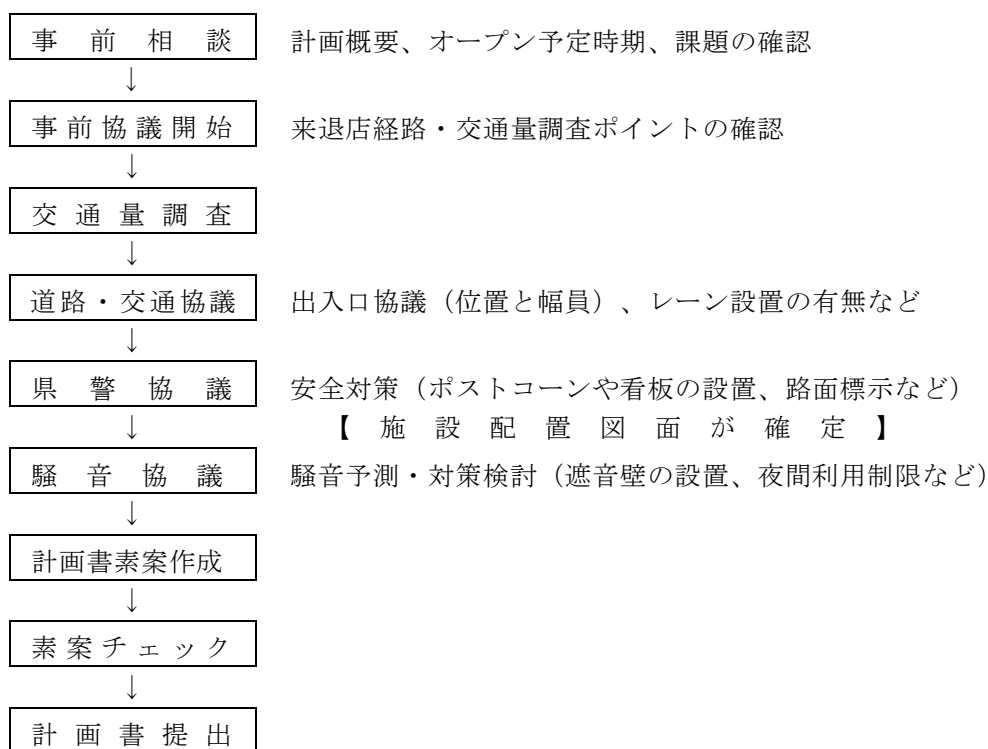 事前相談 計画概要、オープン予定時期、課題の確認
↓
事前協議開始 来退店経路・交通量調査ポイントの確認
↓
交通量調査
↓
道路・交通協議 出入口協議（位置と幅員）、レーン設置の有無など
↓
県警協議 安全対策（ポストコーンや看板の設置、路面標示など）
↓ 【施設配置図面が確定】
騒音協議 騒音予測・対策検討（遮音壁の設置、夜間利用制限など）
↓
計画書素案作成
↓
素案チェック
↓
計画書提出